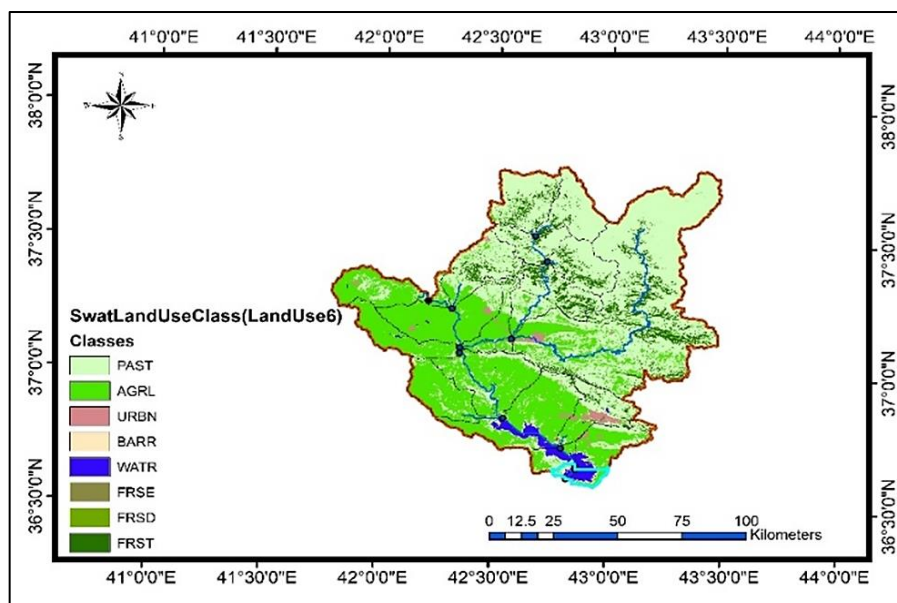 41°0'0"E 41°30'0"E 42°0'0"E 42°30'0"E 43°0'0"E 43°30'0"E 44°0'0"E
38°0'0"N
38°0'0"N
37°30'0"N
37°30'0"N
37°0'0"N
37°0'0"N
36°30'0"N
36°30'0"N
SwatLandUseClass(LandUse6)
Classes
PAST
AGRL
URBN
BARR
WATR
FRSE
FRSD
FRST
0 12.5 25 50 75 100
Kilometers
41°0'0"E 41°30'0"E 42°0'0"E 42°30'0"E 43°0'0"E 43°30'0"E 44°0'0"E